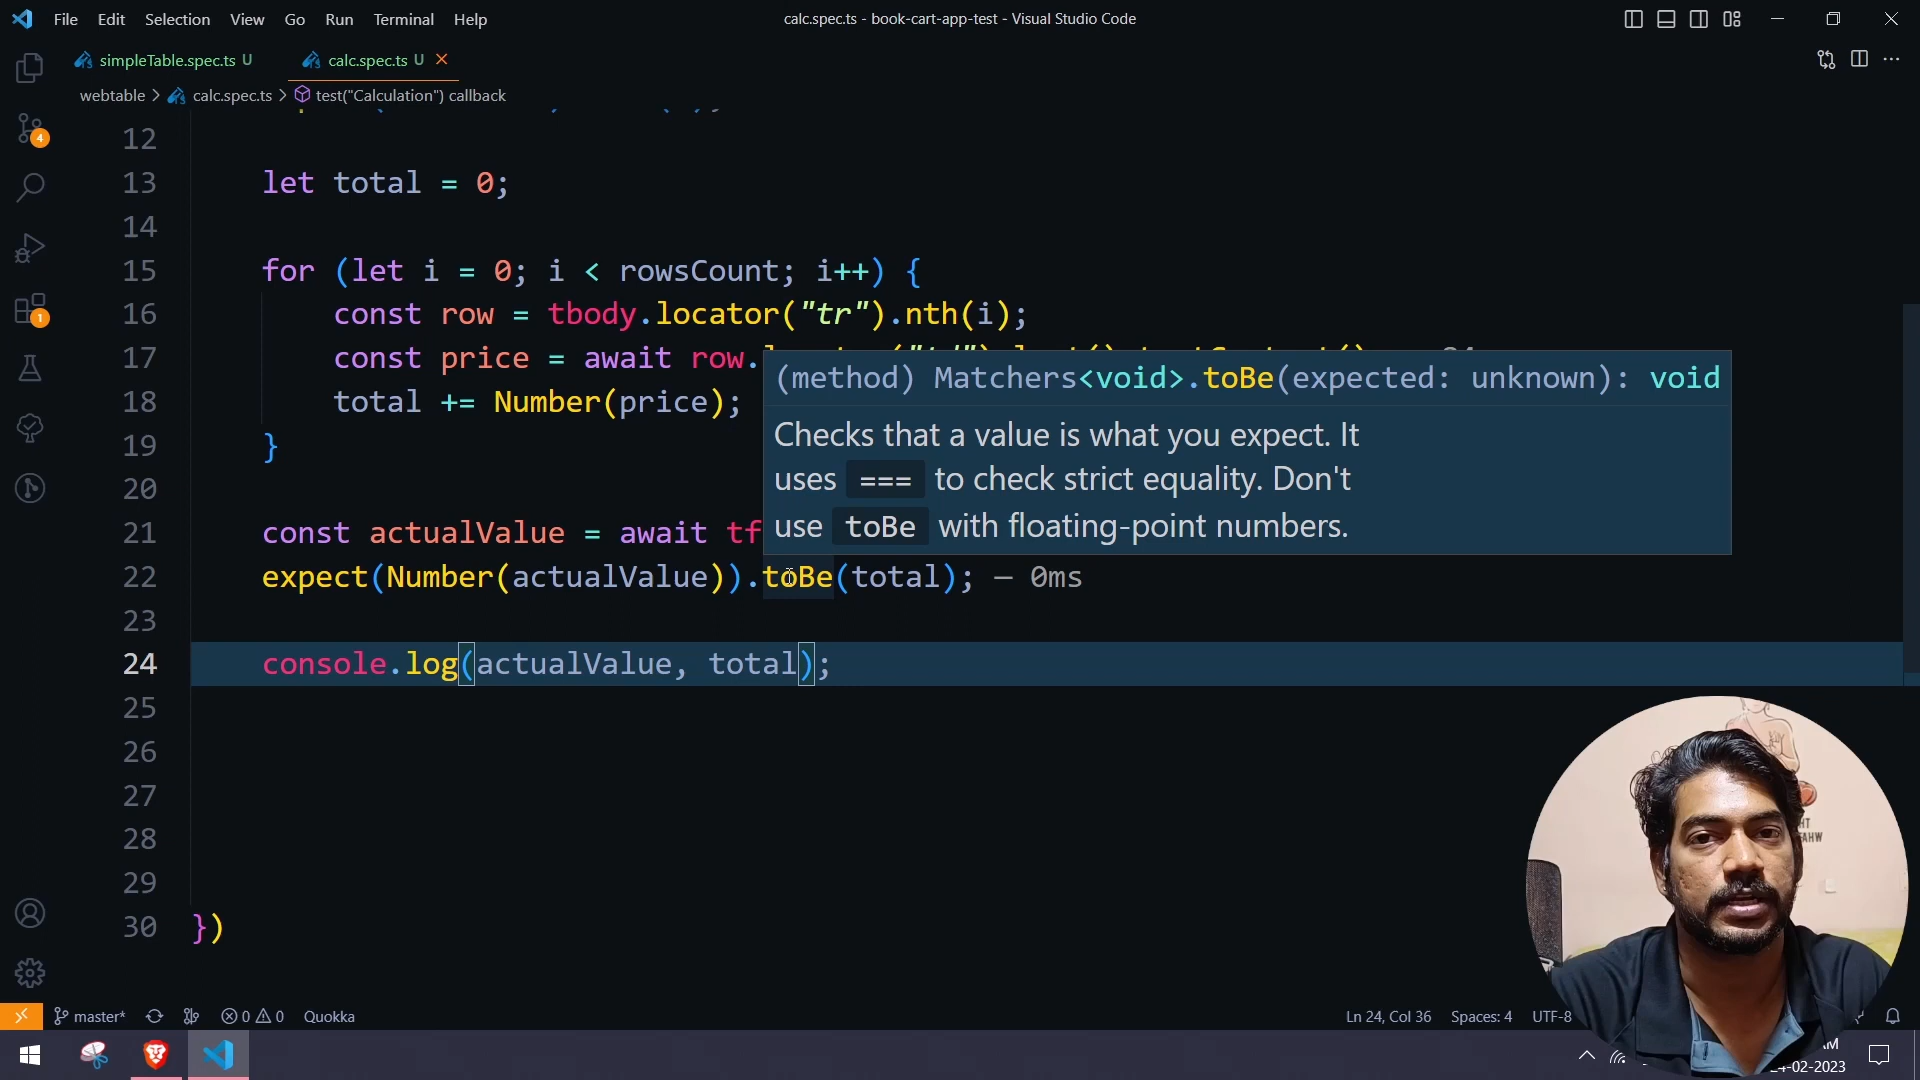 File Edit Selection View Go Run Terminal Help
calc.spec.ts - book-cart-app-test - Visual Studio Code
simpleTable.spec.ts U
calc.spec.ts U
webtable > calc.spec.ts > test("Calculation") callback
12
13 let total = 0;
14
15 for (let i = 0; i < rowsCount; i++) {
16 const row = tbody.locator("tr").nth(i);
17 const price = await row.
18 total += Number(price);
19 }
20
21 const actualValue = await tf
22 expect(Number(actualValue)).toBe(total); — 0ms
23
24 console.log(actualValue, total);
25
26
27
28
29
30 })
(method) Matchers<void>.toBe(expected: unknown): void
Checks that a value is what you expect. It
uses === to check strict equality. Don't
use toBe with floating-point numbers.
4
1
master* 0 0 Quokka
Ln 24, Col 36 Spaces: 4 UTF-8
AM
24-02-2023